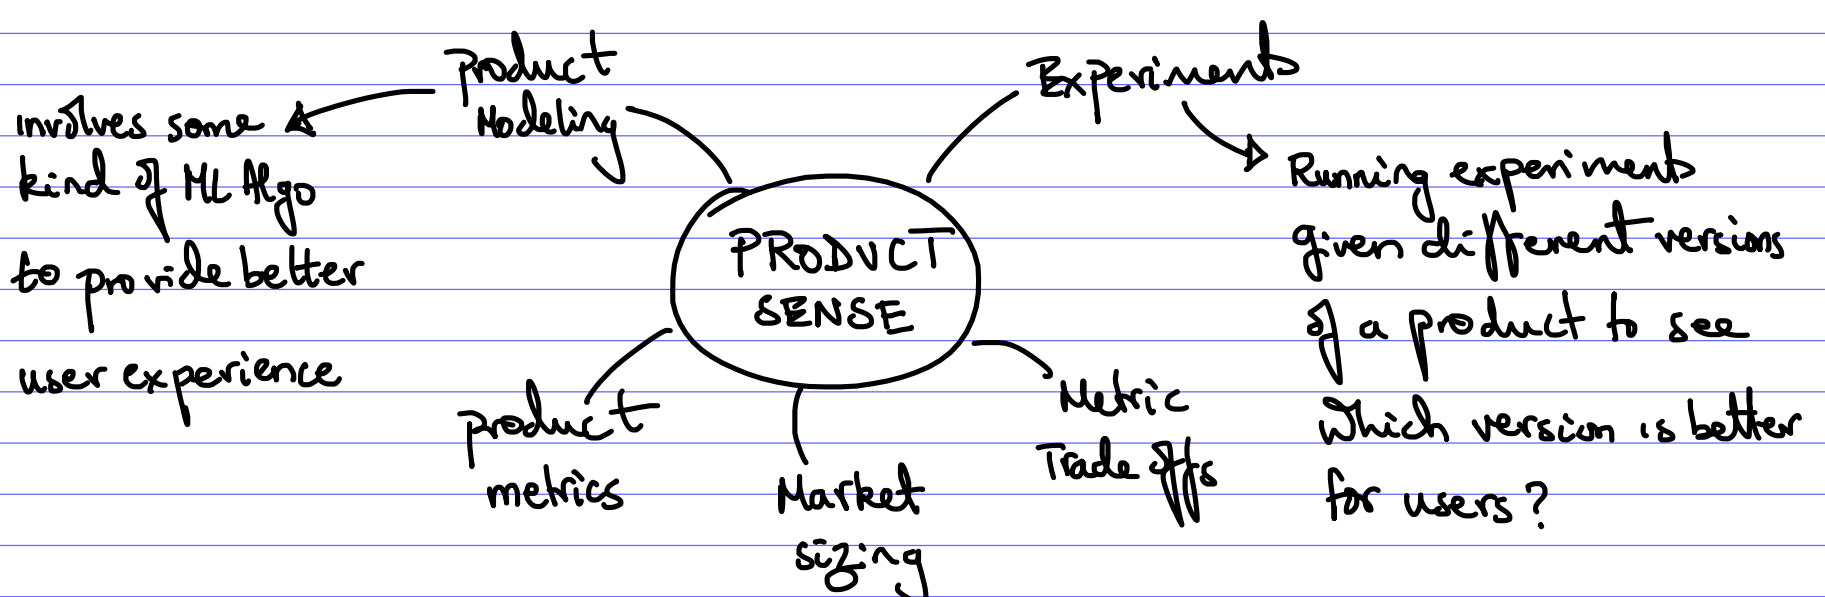 Product
Modeling
involves some
kind of ML Algo
to provide better
user experience
Experiments
Running experiments
given different versions
of a product to see
which version is better
for users?
PRODUCT
SENSE
product
metrics
Market
sizing
Metric
Trade offs